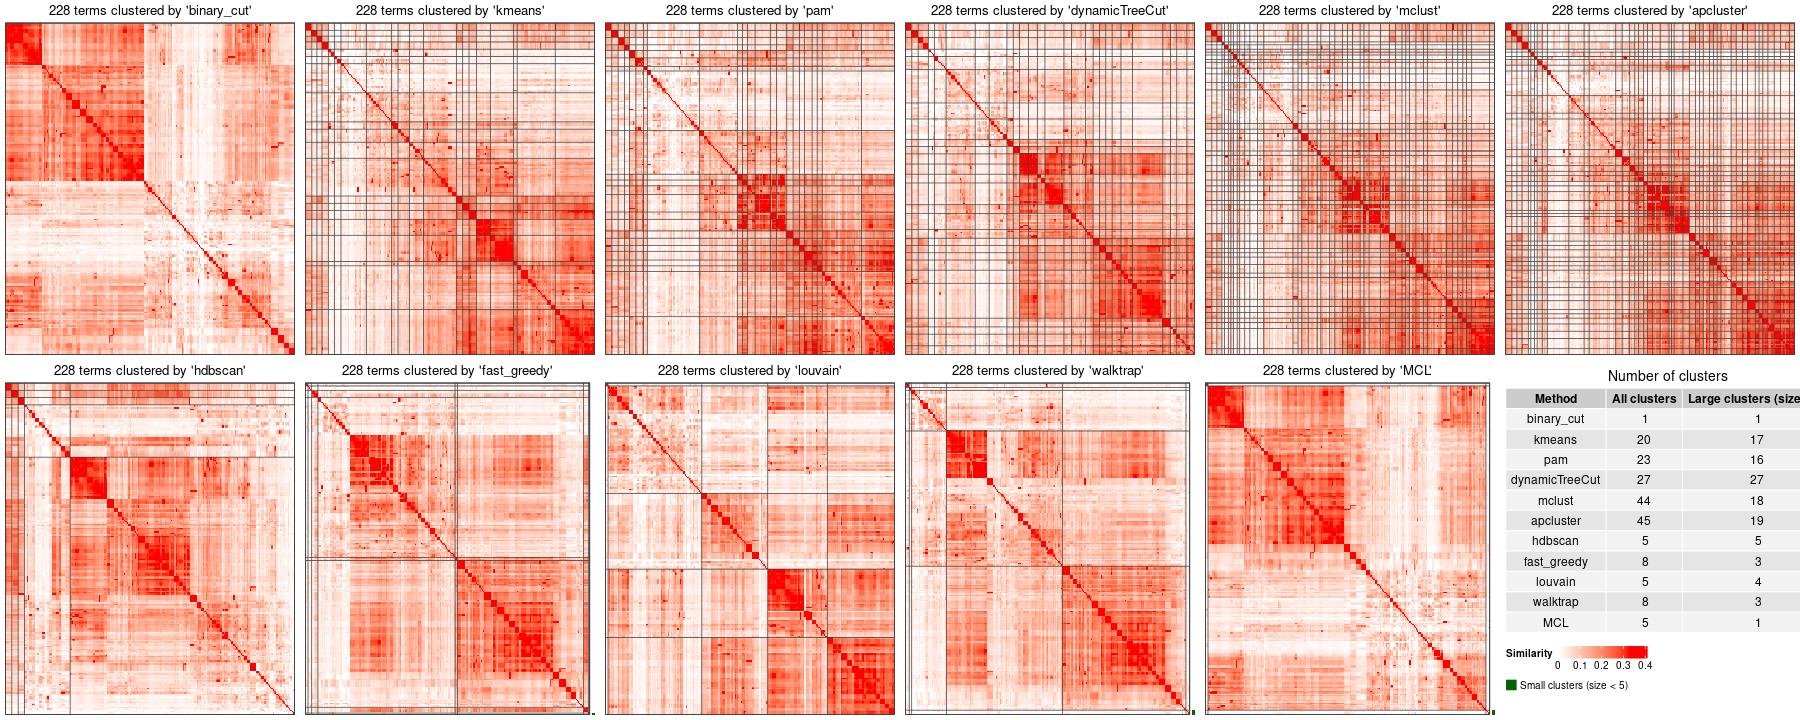 228 terms clustered by 'binary_cut'
228 terms clustered by 'kmeans'
228 terms clustered by 'pam'
228 terms clustered by 'dynamicTreeCut'
228 terms clustered by 'mclust'
228 terms clustered by 'apcluster'
228 terms clustered by 'hdbscan'
228 terms clustered by 'fast_greedy'
228 terms clustered by 'louvain'
228 terms clustered by 'walktrap'
228 terms clustered by 'MCL'
Number of clusters
Method All clusters Large clusters (size
binary_cut 1 1
kmeans 20 17
pam 23 16
dynamicTreeCut 27 27
mclust 44 18
apcluster 45 19
hdbscan 5 5
fast_greedy 8 3
louvain 5 4
walktrap 8 3
MCL 5 1
Similarity
0 0.1 0.2 0.3 0.4
Small clusters (size < 5)